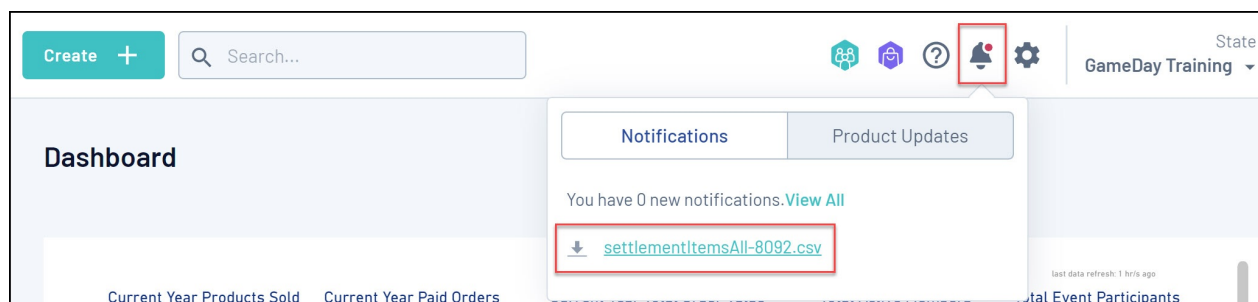 Create +
Search...
State
GameDay Training
Notifications
Product Updates
Dashboard
You have 0 new notifications.View All
settlementItemsAll-8092.csv
last data refresh: 1 hr/s ago
Current Year Products Sold
Current Year Paid Orders
Event Participants